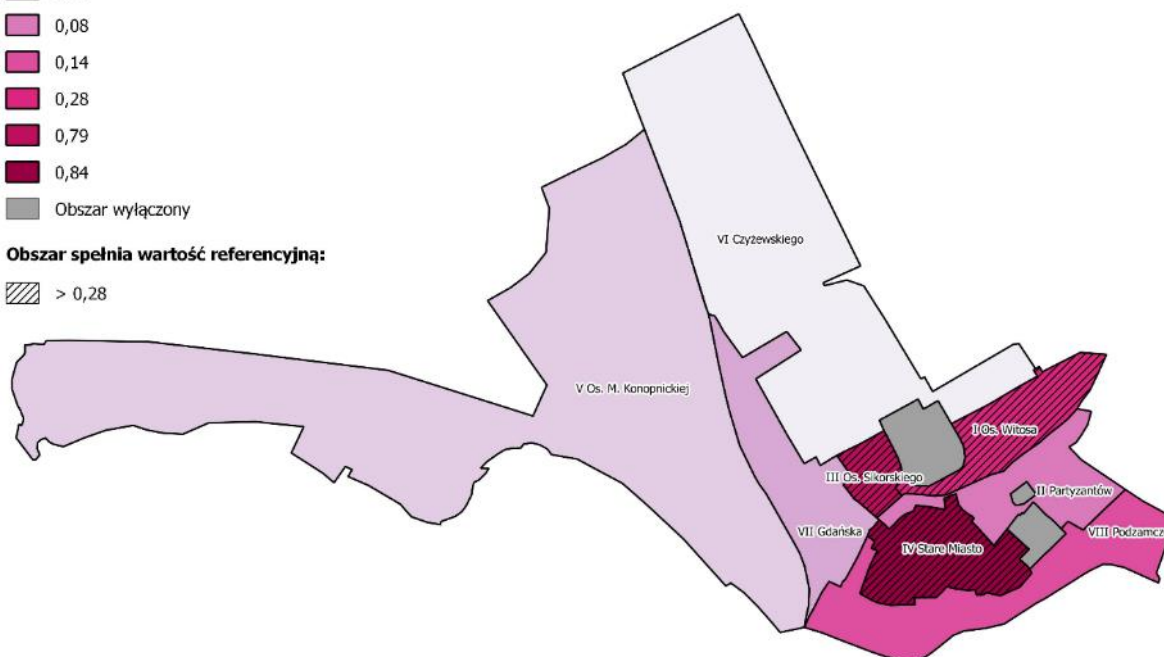 0,08
0,14
0,28
0,79
0,84
Obszar wyłączony
Obszar spełnia wartość referencyjną:
> 0,28
VI Czyżewskiego
V Os. M. Konopnickiej
I Os. Witosa
III Os. Sikorskiego
II Partyzantów
VII Gdańska
VIII Podzamcz
IV Stare Miasto